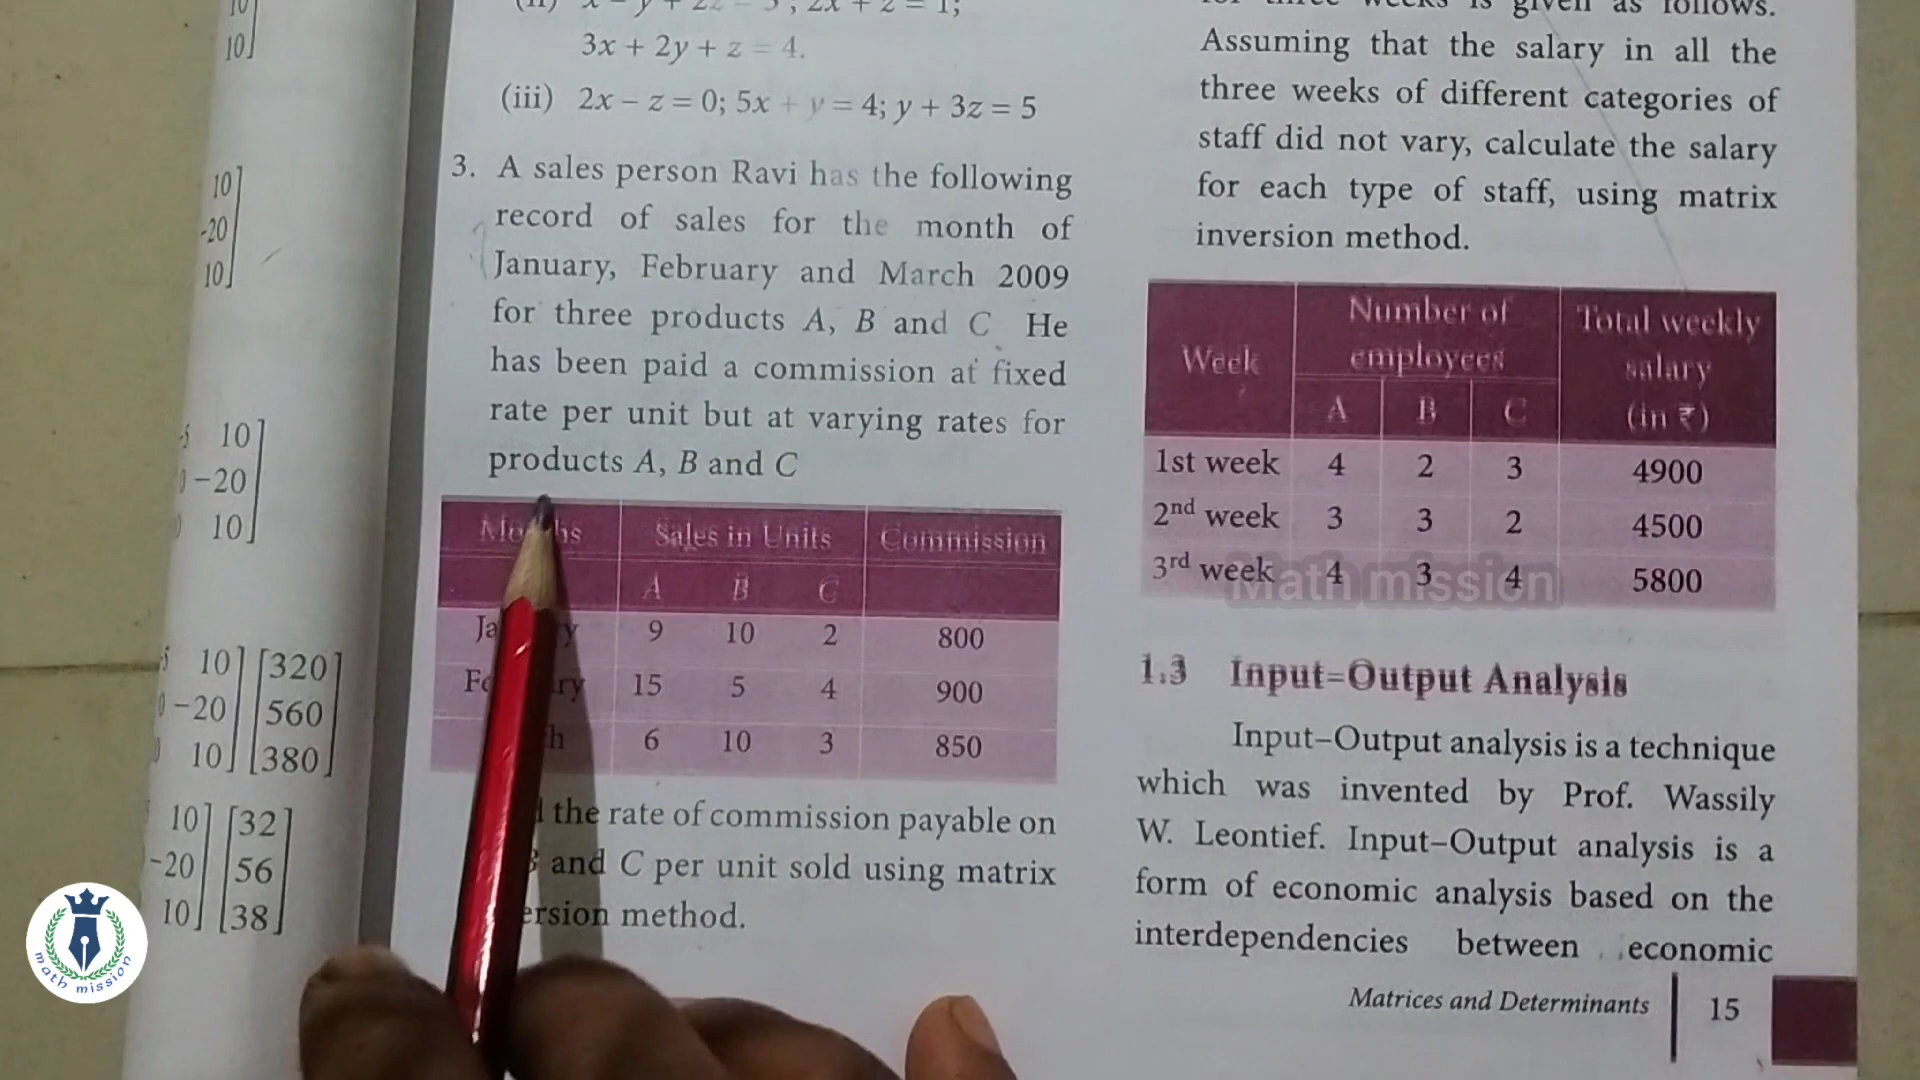 10
10
10
-20
10
10
-20
10
10 320
-20 560
10 380
10 32
-20 56
10 38
3x + 2y + z = 4.
(iii) 2x – z = 0; 5x + y = 4; y + 3z = 5
3. A sales person Ravi has the following
record of sales for the month of
January, February and March 2009
for three products A, B and C He
has been paid a commission at fixed
rate per unit but at varying rates for
products A, B and C
Sales in Units Commission
A B C
9 10 2 800
15 5 4 900
6 10 3 850
the rate of commission payable on
and C per unit sold using matrix
method.
for three weeks is given as follows.
Assuming that the salary in all the
three weeks of different categories of
staff did not vary, calculate the salary
for each type of staff, using matrix
inversion method.
Week Number of employees Total weekly salary (in ₹)
A B C
1st week 4 2 3 4900
2nd week 3 3 2 4500
3rd week 4 3 4 5800
Math mission
1.3 Input–Output Analysis
Input–Output analysis is a technique
which was invented by Prof. Wassily
W. Leontief. Input–Output analysis is a
form of economic analysis based on the
interdependencies between economic
Matrices and Determinants 15
math mission